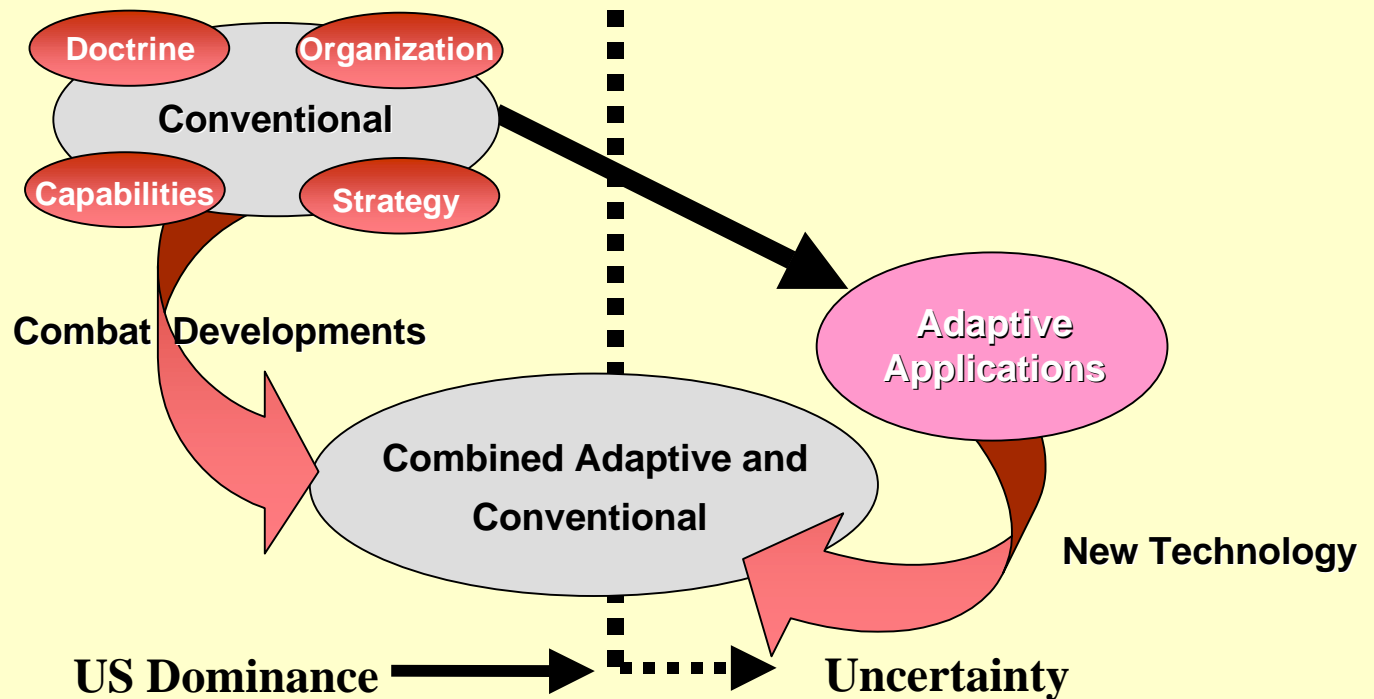 Doctrine
Organization
Conventional
Capabilities
Strategy
Combat Developments
Adaptive
Applications
Combined Adaptive and
Conventional
New Technology
US Dominance
Uncertainty